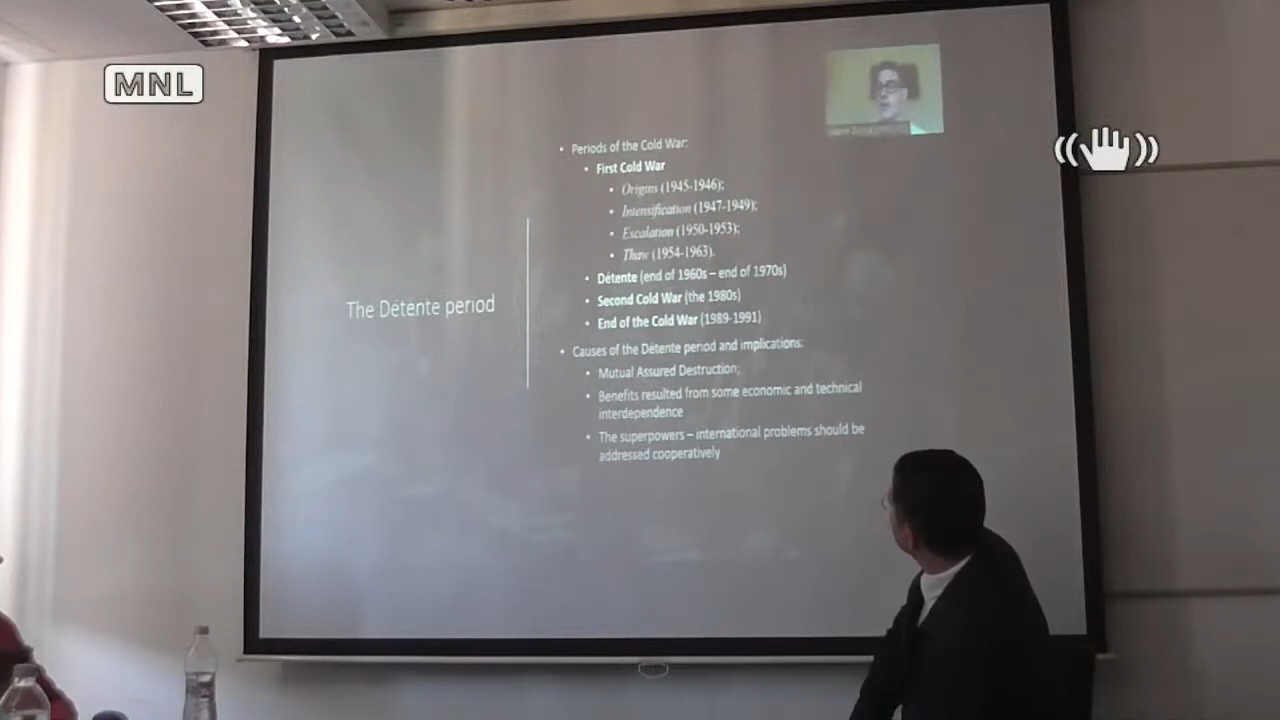 MNL
The Détente period
• Periods of the Cold War:
• First Cold War
• Origins (1945-1946);
• Intensification (1947-1949);
• Escalation (1950-1953);
• Thaw (1954-1963).
• Détente (end of 1960s – end of 1970s)
• Second Cold War (the 1980s)
• End of the Cold War (1989-1991)
• Causes of the Détente period and implications:
• Mutual Assured Destruction;
• Benefits resulted from some economic and technical
interdependence
• The superpowers – international problems should be
addressed cooperatively